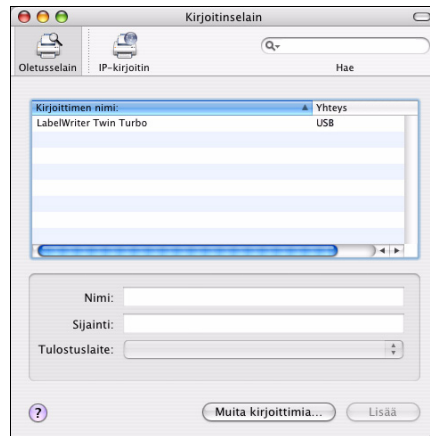 Kirjoitinselain
Oletusselain IP-kirjoitin Hae
Kirjoittimen nimi: Yhteys
LabelWriter Twin Turbo USB
Nimi:
Sijainti:
Tulostuslaite:
? Muita kirjoittimia... Lisää